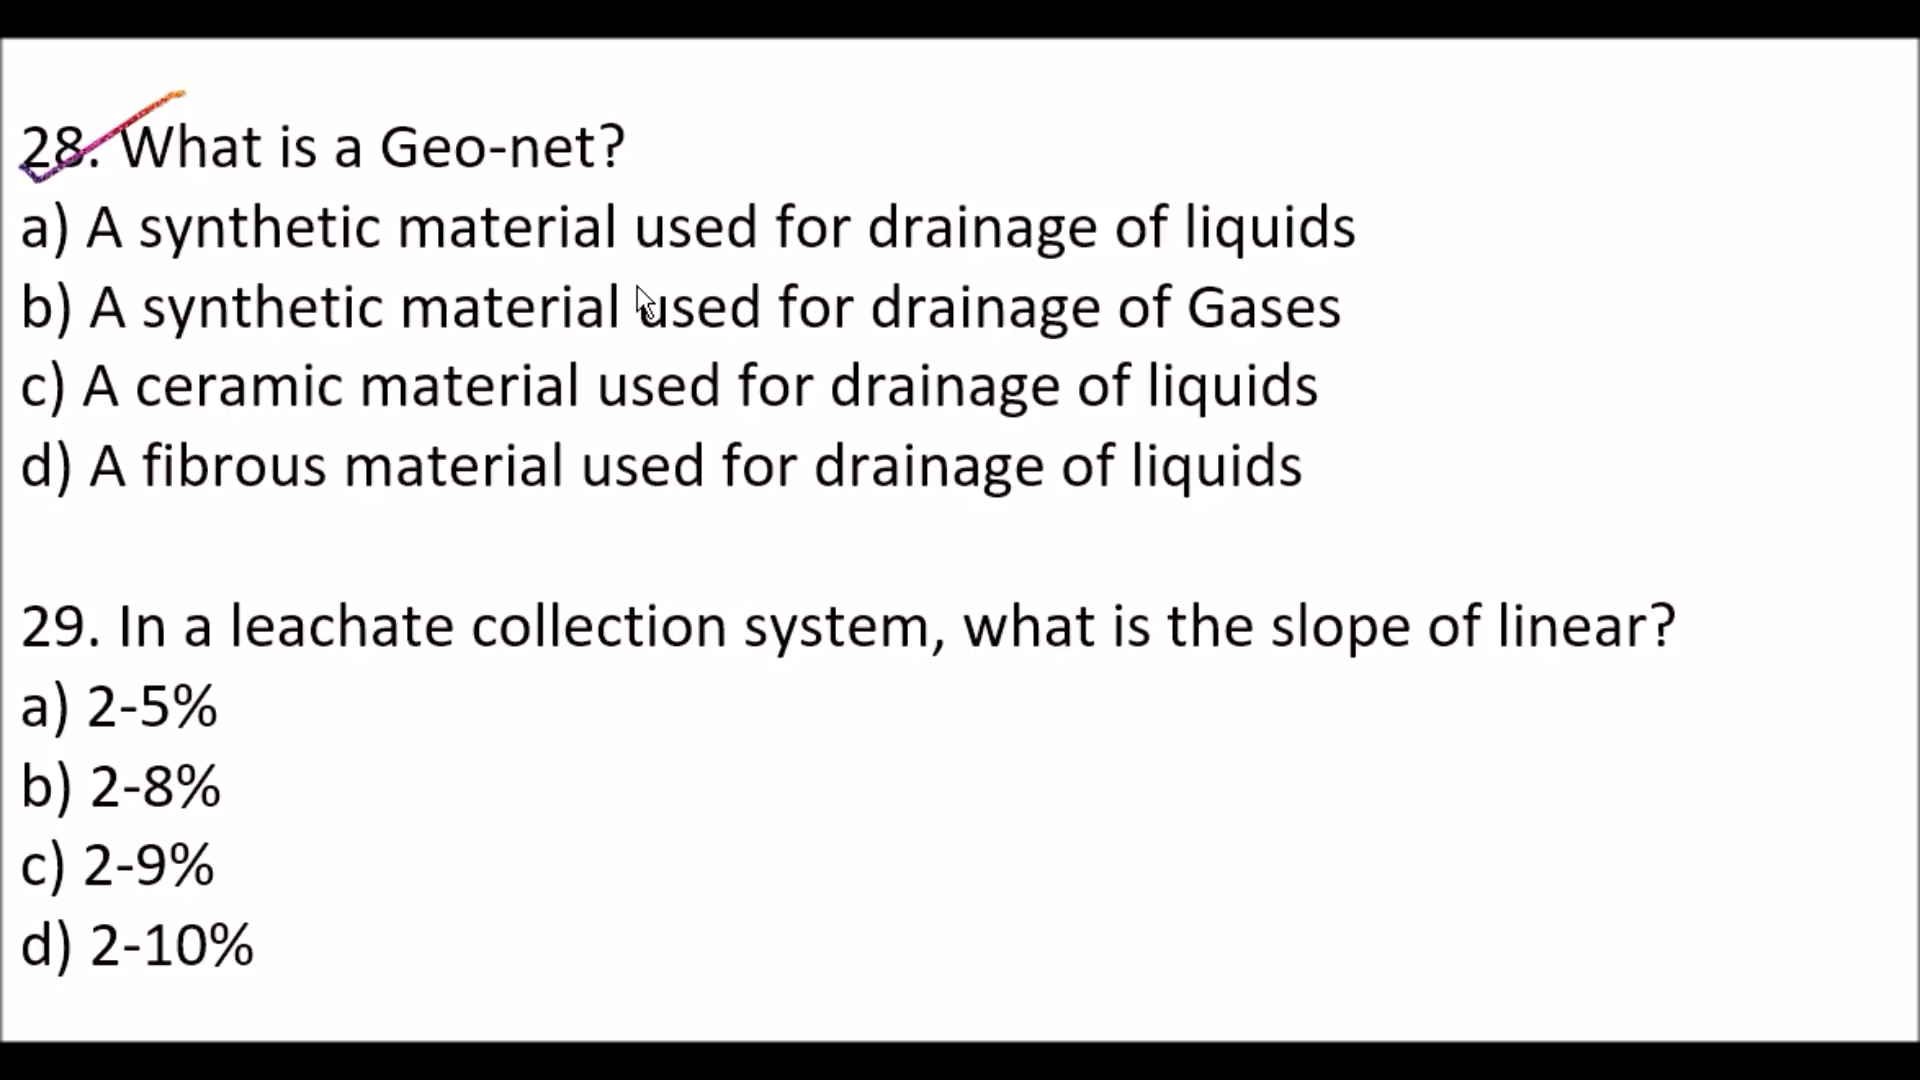 28. What is a Geo-net?
a) A synthetic material used for drainage of liquids
b) A synthetic material used for drainage of Gases
c) A ceramic material used for drainage of liquids
d) A fibrous material used for drainage of liquids
29. In a leachate collection system, what is the slope of linear?
a) 2-5%
b) 2-8%
c) 2-9%
d) 2-10%